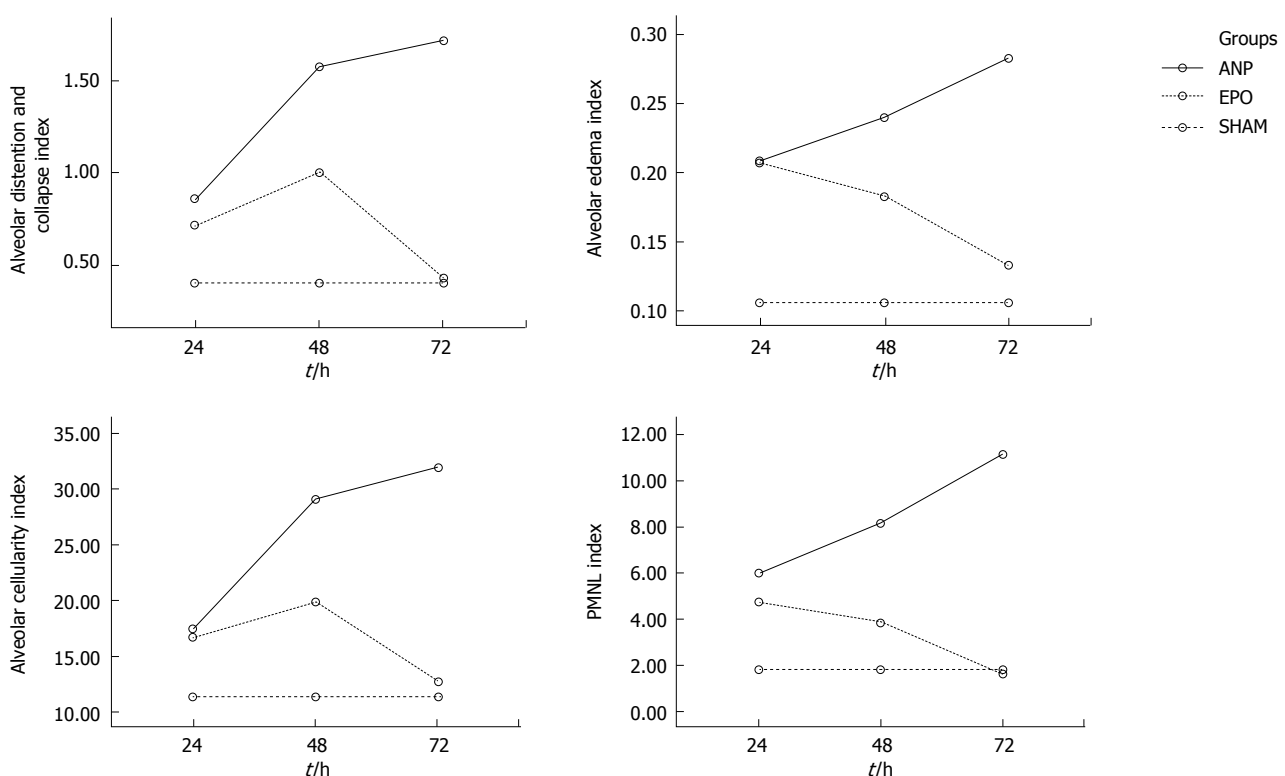 Alveolar distention and
collapse index
1.50
1.00
0.50
24 48 72
t/h
Alveolar edema index
0.30
0.25
0.20
0.15
0.10
24 48 72
t/h
Groups
ANP
EPO
SHAM
Alveolar cellularity index
35.00
30.00
25.00
20.00
15.00
10.00
24 48 72
t/h
PMNL index
12.00
10.00
8.00
6.00
4.00
2.00
0.00
24 48 72
t/h